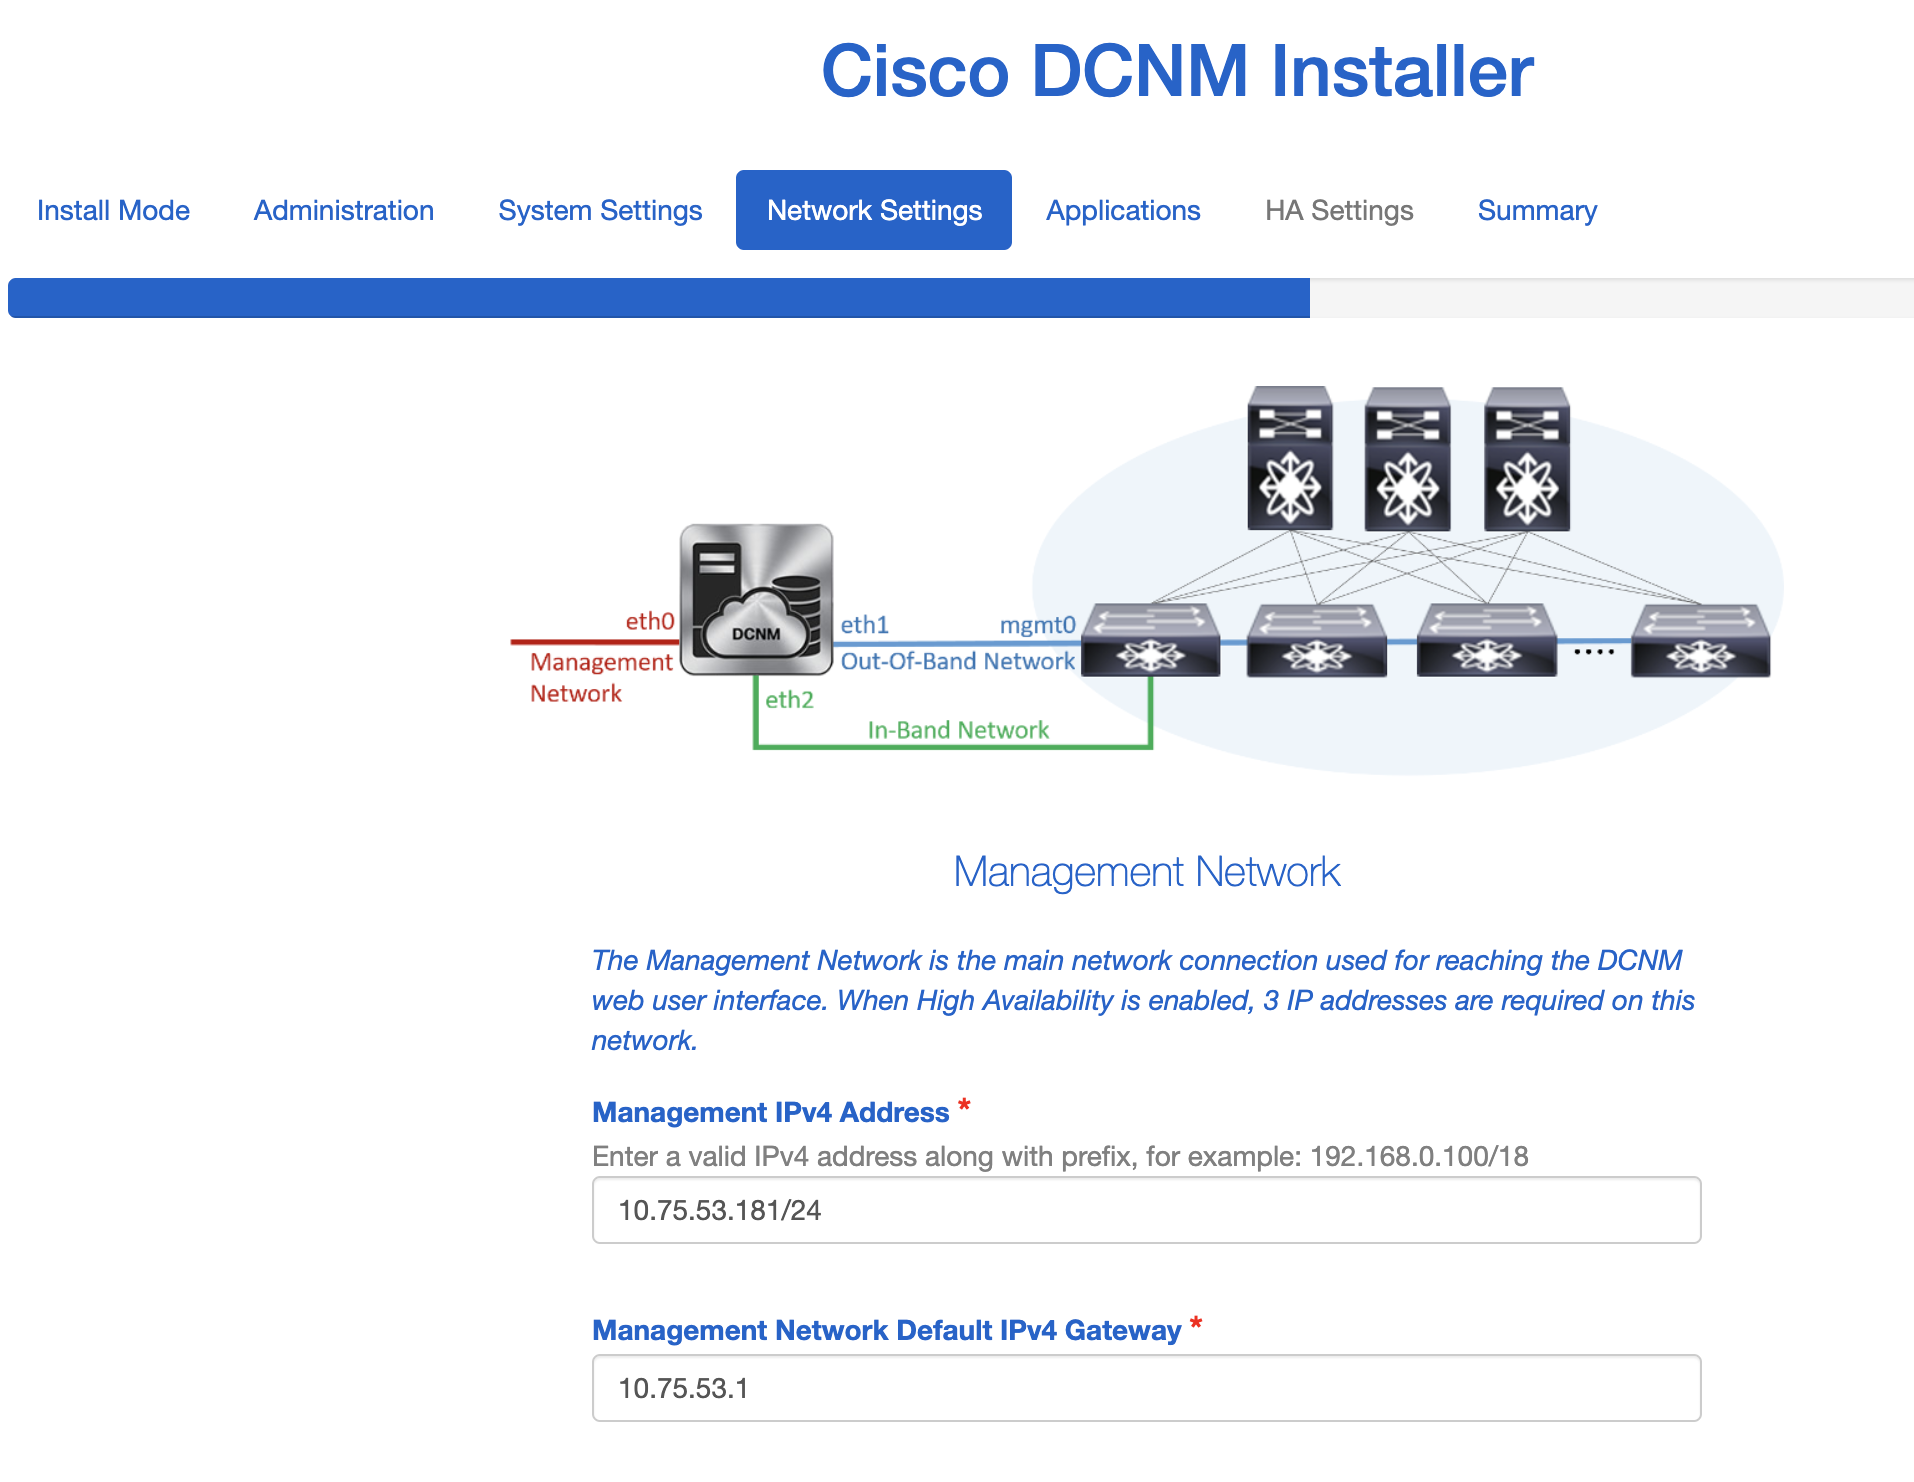 Cisco DCNM Installer
Install Mode
Administration
System Settings
Network Settings
Applications
HA Settings
Summary
eth0
Management
Network
DCNM
eth1
mgmt0
Out-Of-Band Network
eth2
In-Band Network
....
Management Network
The Management Network is the main network connection used for reaching the DCNM
web user interface. When High Availability is enabled, 3 IP addresses are required on this
network.
Management IPv4 Address *
Enter a valid IPv4 address along with prefix, for example: 192.168.0.100/18
10.75.53.181/24
Management Network Default IPv4 Gateway *
10.75.53.1